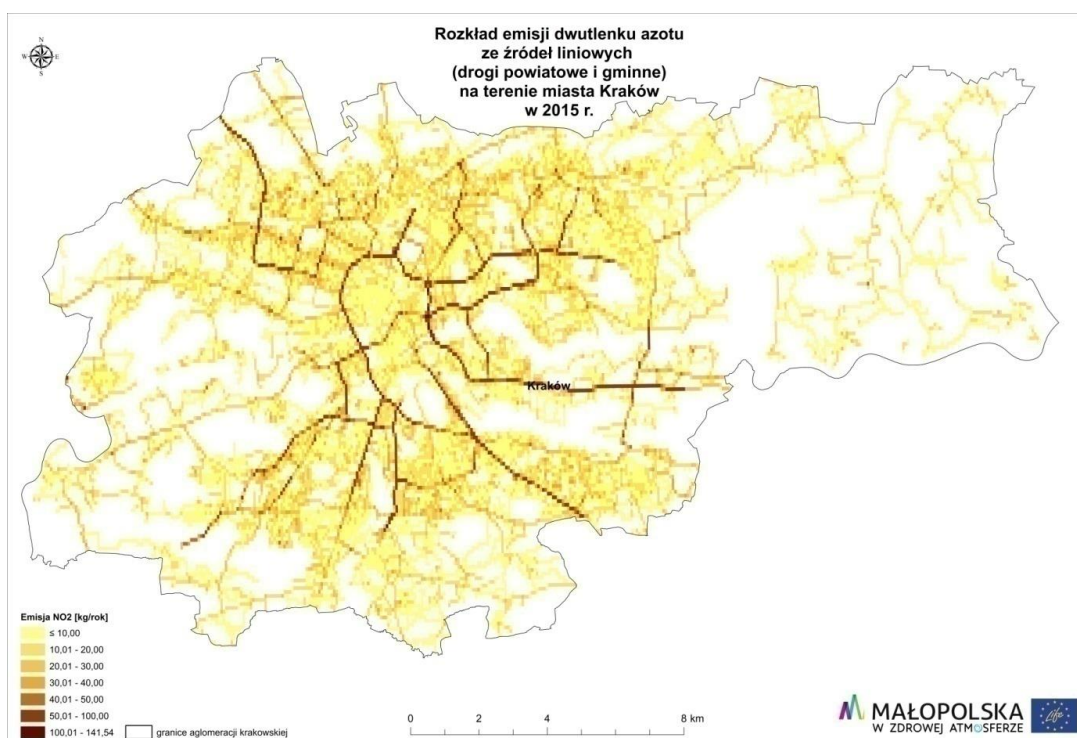 Rozkład emisji dwutlenku azotu
ze źródeł liniowych
(drogi powiatowe i gminne)
na terenie miasta Kraków
w 2015 r.
N
W E
S
Kraków
Emisja NO2 [kg/rok]
≤ 10,00
10,01 - 20,00
20,01 - 30,00
30,01 - 40,00
40,01 - 50,00
50,01 - 100,00
100,01 - 141,54
granice aglomeracji krakowskiej
0 2 4 8 km
MAŁOPOLSKA
W ZDROWEJ ATMOSFERZE
Life